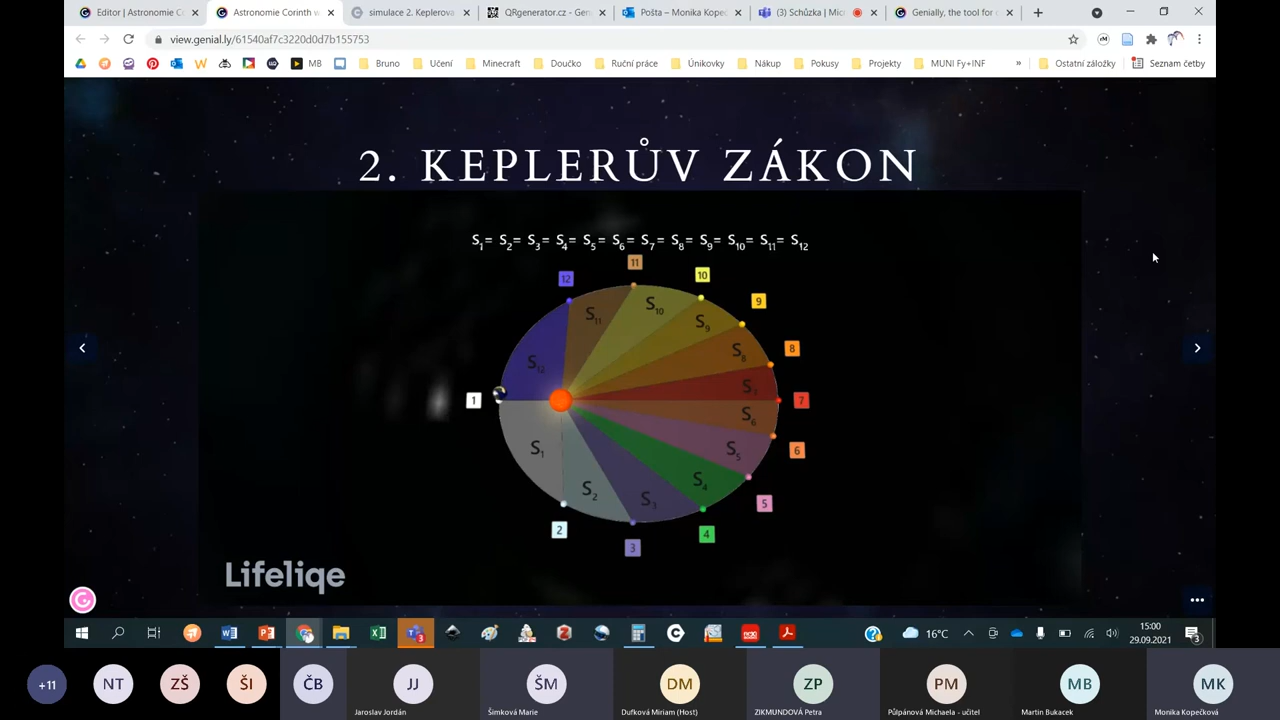 Editor | Astronomie C
Astronomie Corinth v
simulace 2. Keplerova
QRgenerator.cz - Gen
Pošta – Monika Kopeč
(3) Schůzka | Mic
Genially, the tool for c
view.genial.ly/61540af7c3220d0d7b155753
MB
Bruno
Učení
Minecraft
Doučko
Ruční práce
Únikovky
Nákup
Pokusy
Projekty
MUNI Fy+INF
»
Ostatní záložky
Seznam četby
2. KEPLERŮV ZÁKON
S1= S2= S3= S4= S5= S6= S7= S8= S9= S10= S11= S12
11
12
10
9
S10
S11
S9
8
S8
S12
S7
1
7
S6
6
S1
S5
S4
S2
S3
5
2
4
3
Lifeliqe
3
16°C
15:00
29.09.2021
3
+11
NT
ZŠ
ŠI
ČB
JJ
ŠM
DM
ZP
PM
MB
MK
Jaroslav Jordán
Šimková Marie
Dufková Miriam (Host)
ZIKMUNDOVÁ Petra
Půlpánová Michaela - učitel
Martin Bukacek
Monika Kopečková